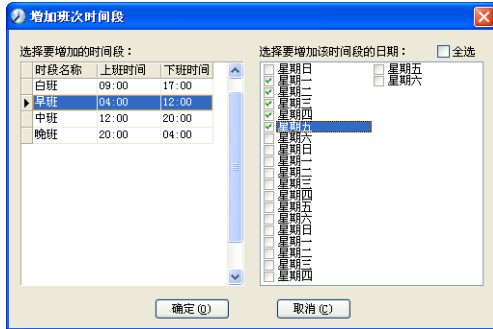 增加班次时间段
选择要增加的时间段：
时段名称 上班时间 下班时间
白班 09:00 17:00
早班 04:00 12:00
中班 12:00 20:00
晚班 20:00 04:00
选择要增加该时间段的日期： 全选
星期日 星期五
星期一 星期六
星期二
星期三
星期四
星期五
星期六
星期日
星期一
星期二
星期三
星期四
星期五
星期六
星期日
星期一
星期二
星期三
星期四
确定(O) 取消(C)